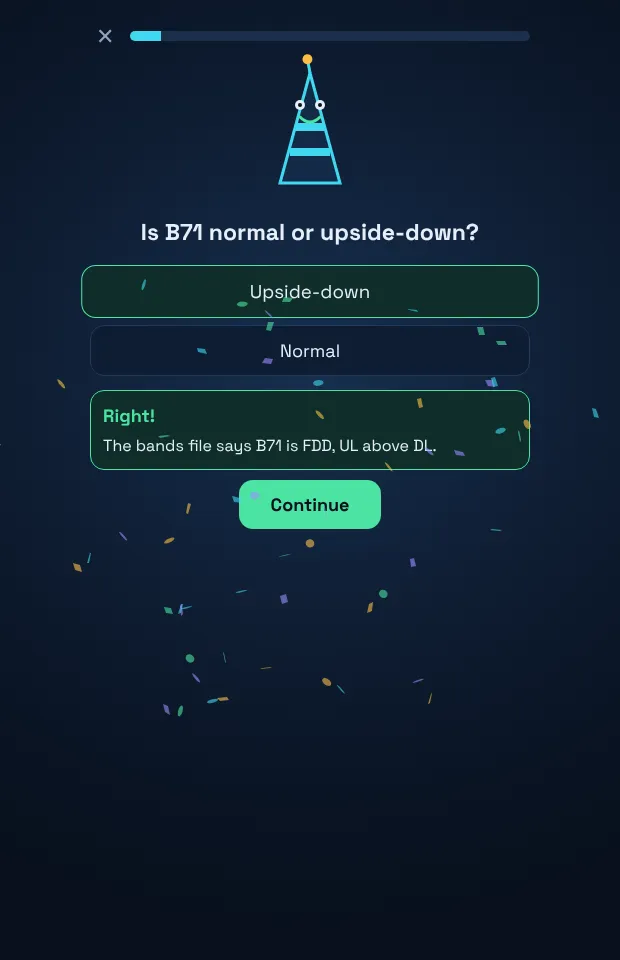 Is B71 normal or upside-down?
Upside-down
Normal
Right!
The bands file says B71 is FDD, UL above DL.
Continue